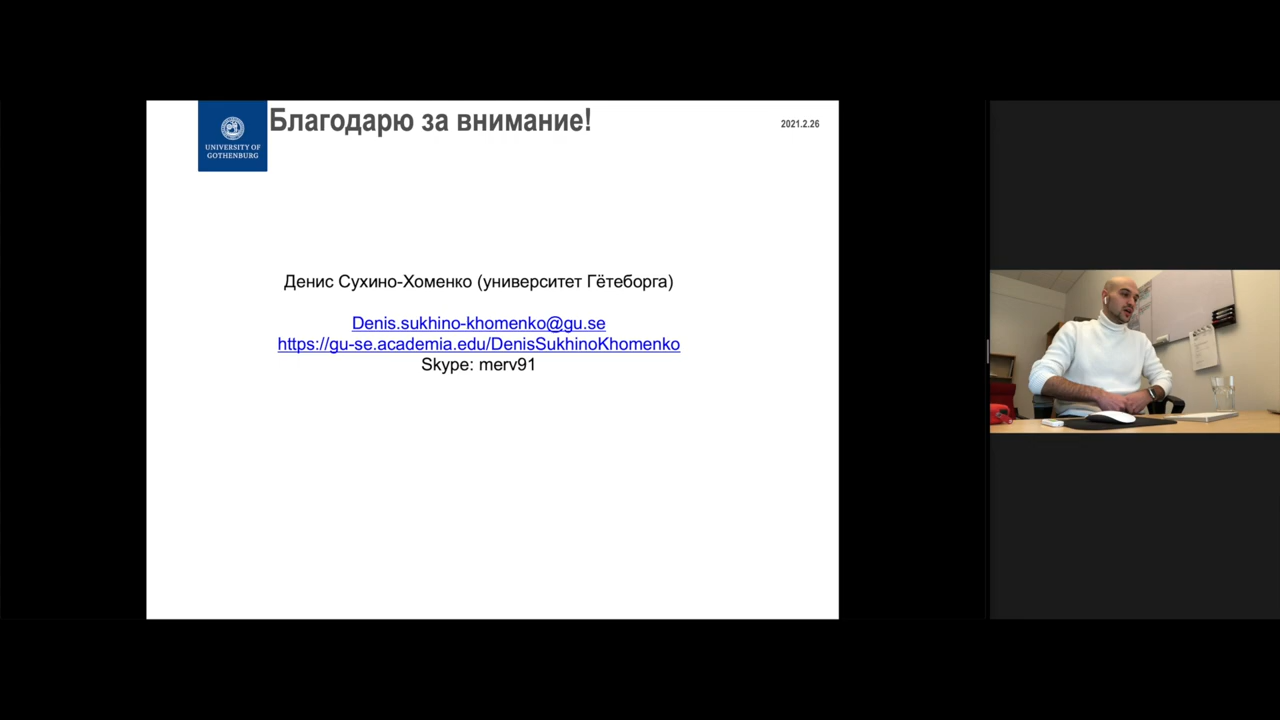 UNIVERSITY OF
GOTHENBURG
Благодарю за внимание!
2021.2.26
Денис Сухино-Хоменко (университет Гётеборга)
Denis.sukhino-khomenko@gu.se
https://gu-se.academia.edu/DenisSukhinoKhomenko
Skype: merv91